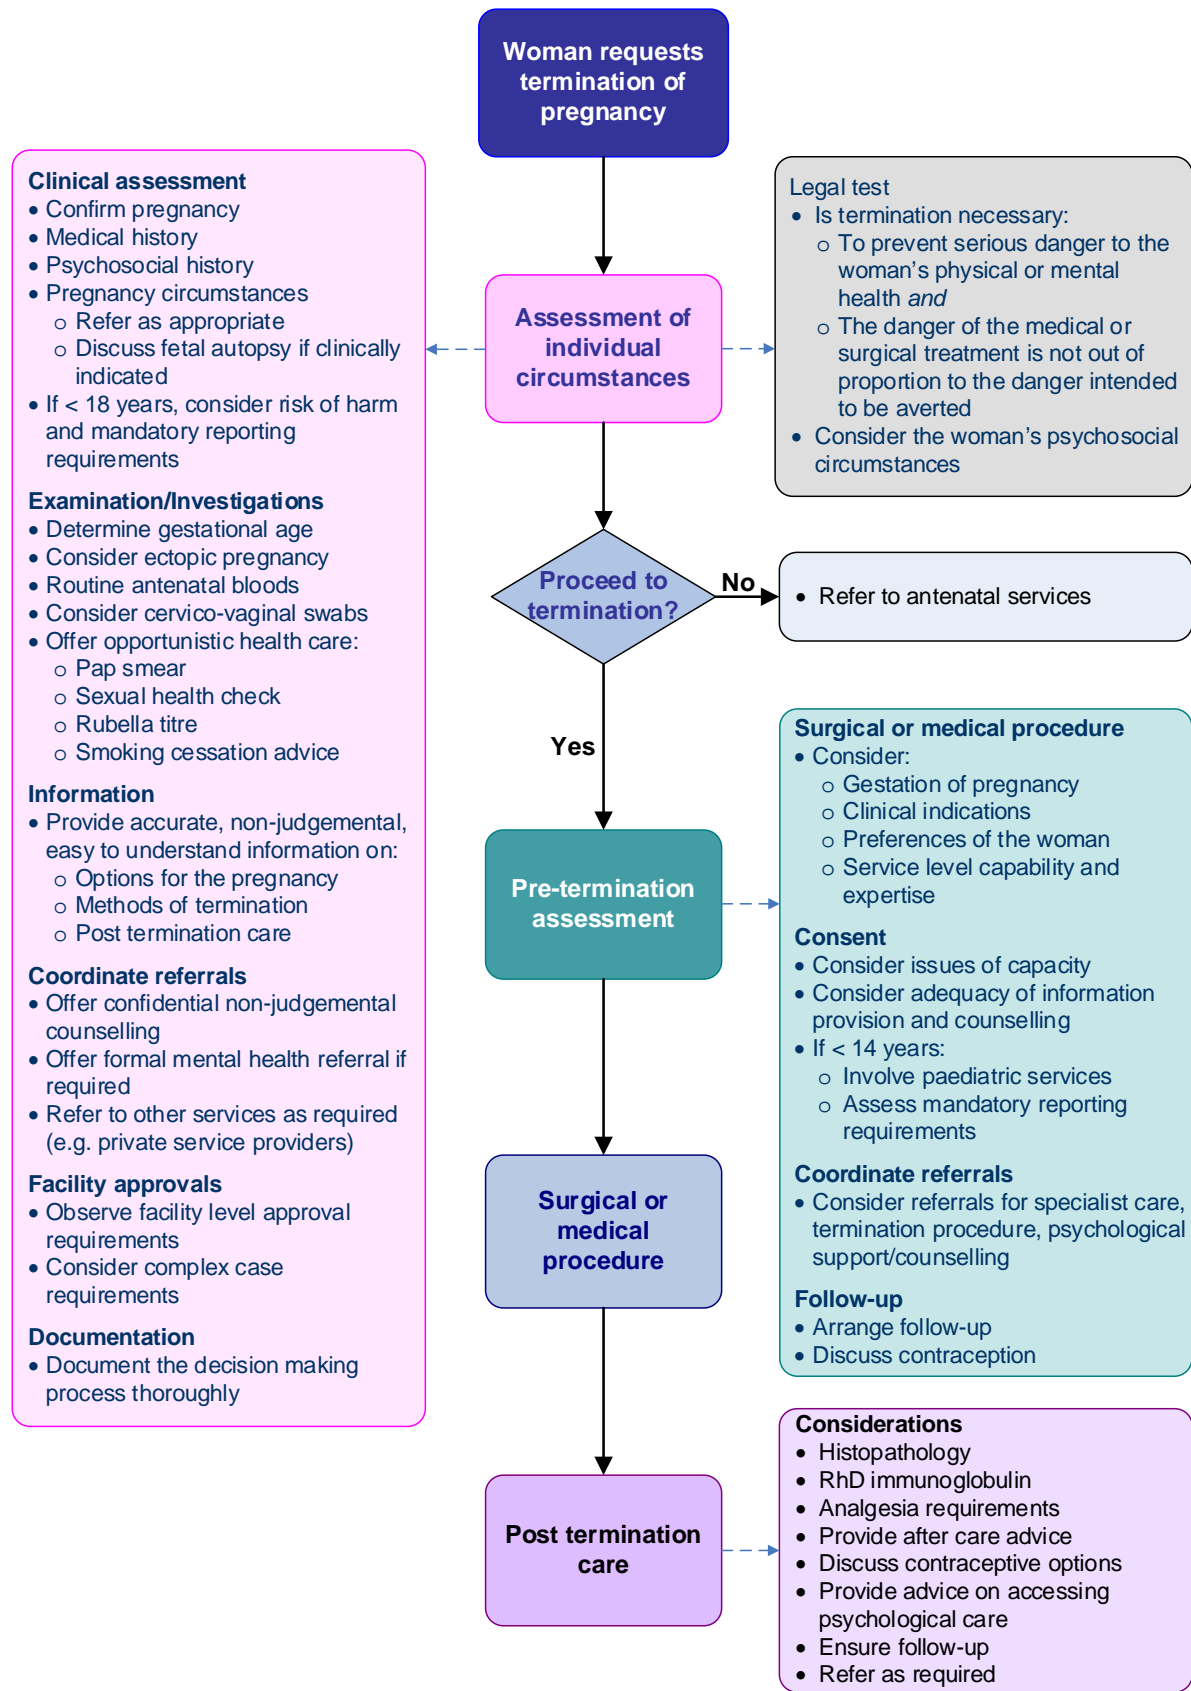 Woman requests
termination of
pregnancy
Clinical assessment
• Confirm pregnancy
• Medical history
• Psychosocial history
• Pregnancy circumstances
o Refer as appropriate
o Discuss fetal autopsy if clinically
indicated
• If < 18 years, consider risk of harm
and mandatory reporting
requirements
Examination/Investigations
• Determine gestational age
• Consider ectopic pregnancy
• Routine antenatal bloods
• Consider cervico-vaginal swabs
• Offer opportunistic health care:
o Pap smear
o Sexual health check
o Rubella titre
o Smoking cessation advice
Information
• Provide accurate, non-judgemental,
easy to understand information on:
o Options for the pregnancy
o Methods of termination
o Post termination care
Coordinate referrals
• Offer confidential non-judgemental
counselling
• Offer formal mental health referral if
required
• Refer to other services as required
(e.g. private service providers)
Facility approvals
• Observe facility level approval
requirements
• Consider complex case
requirements
Documentation
• Document the decision making
process thoroughly
Assessment of
individual
circumstances
Legal test
• Is termination necessary:
o To prevent serious danger to the
woman's physical or mental
health and
o The danger of the medical or
surgical treatment is not out of
proportion to the danger intended
to be averted
• Consider the woman's psychosocial
circumstances
Proceed to
termination?
No
• Refer to antenatal services
Yes
Pre-termination
assessment
Surgical or medical procedure
• Consider:
o Gestation of pregnancy
o Clinical indications
o Preferences of the woman
o Service level capability and
expertise
Consent
• Consider issues of capacity
• Consider adequacy of information
provision and counselling
• If < 14 years:
o Involve paediatric services
o Assess mandatory reporting
requirements
Coordinate referrals
• Consider referrals for specialist care,
termination procedure, psychological
support/counselling
Follow-up
• Arrange follow-up
• Discuss contraception
Surgical or
medical
procedure
Post termination
care
Considerations
• Histopathology
• RhD immunoglobulin
• Analgesia requirements
• Provide after care advice
• Discuss contraceptive options
• Provide advice on accessing
psychological care
• Ensure follow-up
• Refer as required